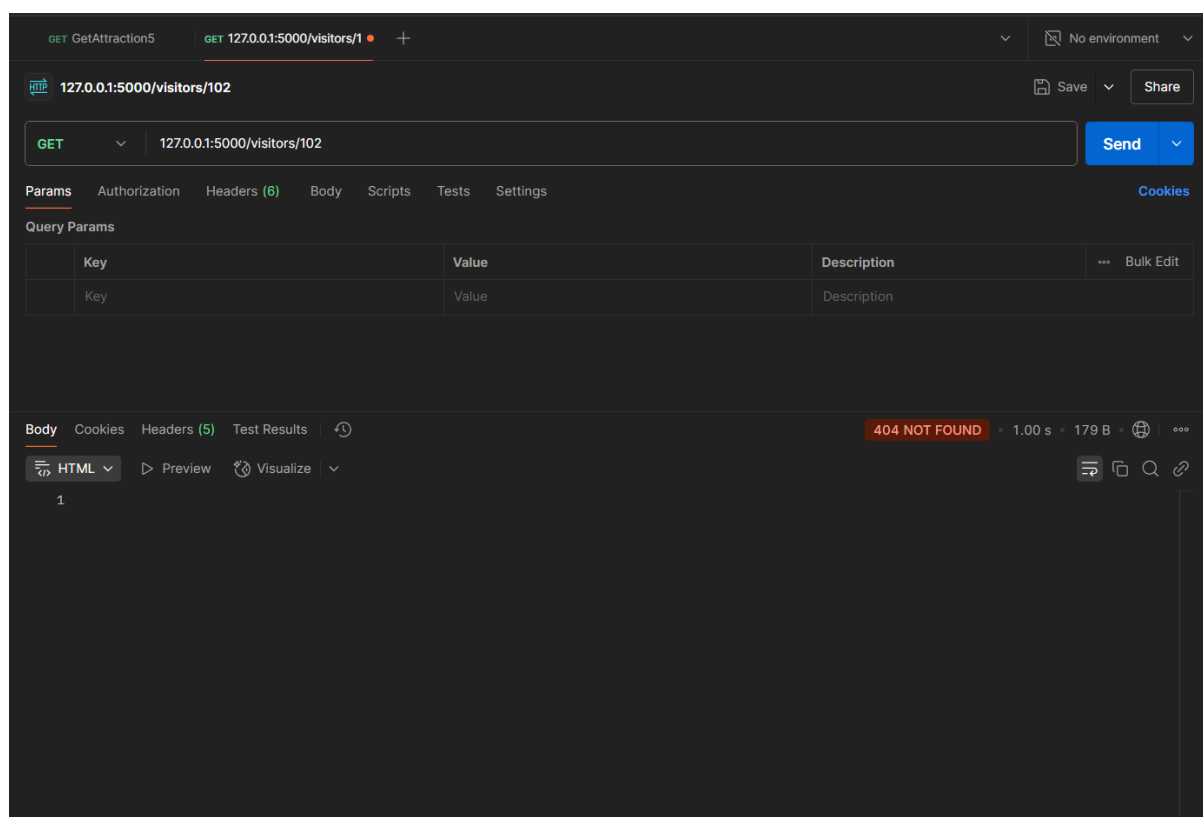 GET GetAttraction5 GET 127.0.0.1:5000/visitors/1 No environment
HTTP 127.0.0.1:5000/visitors/102 Save Share
GET 127.0.0.1:5000/visitors/102 Send
Params Authorization Headers (6) Body Scripts Tests Settings Cookies
Query Params
Key Value Description Bulk Edit
Key Value Description
Body Cookies Headers (5) Test Results 404 NOT FOUND 1.00 s 179 B
HTML Preview Visualize
1